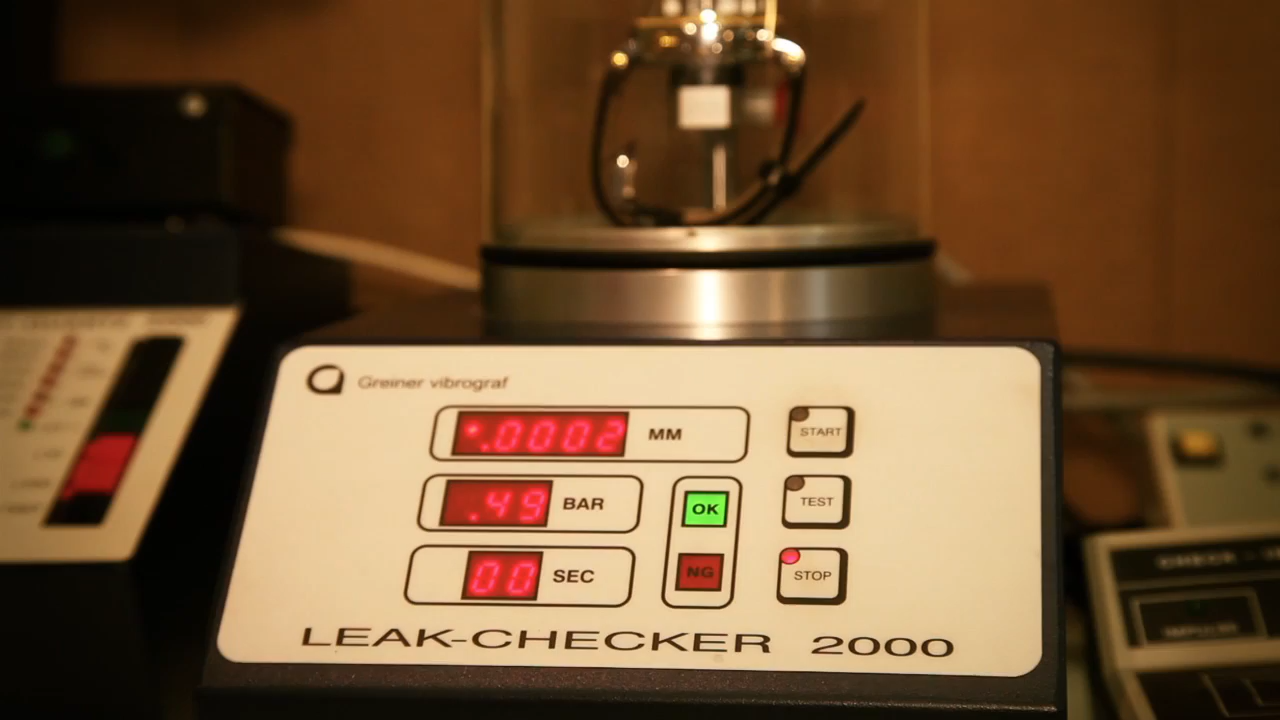 Greiner vibrograf
.0002 MM
START
.49 BAR
OK
TEST
00 SEC
NG
STOP
LEAK-CHECKER 2000